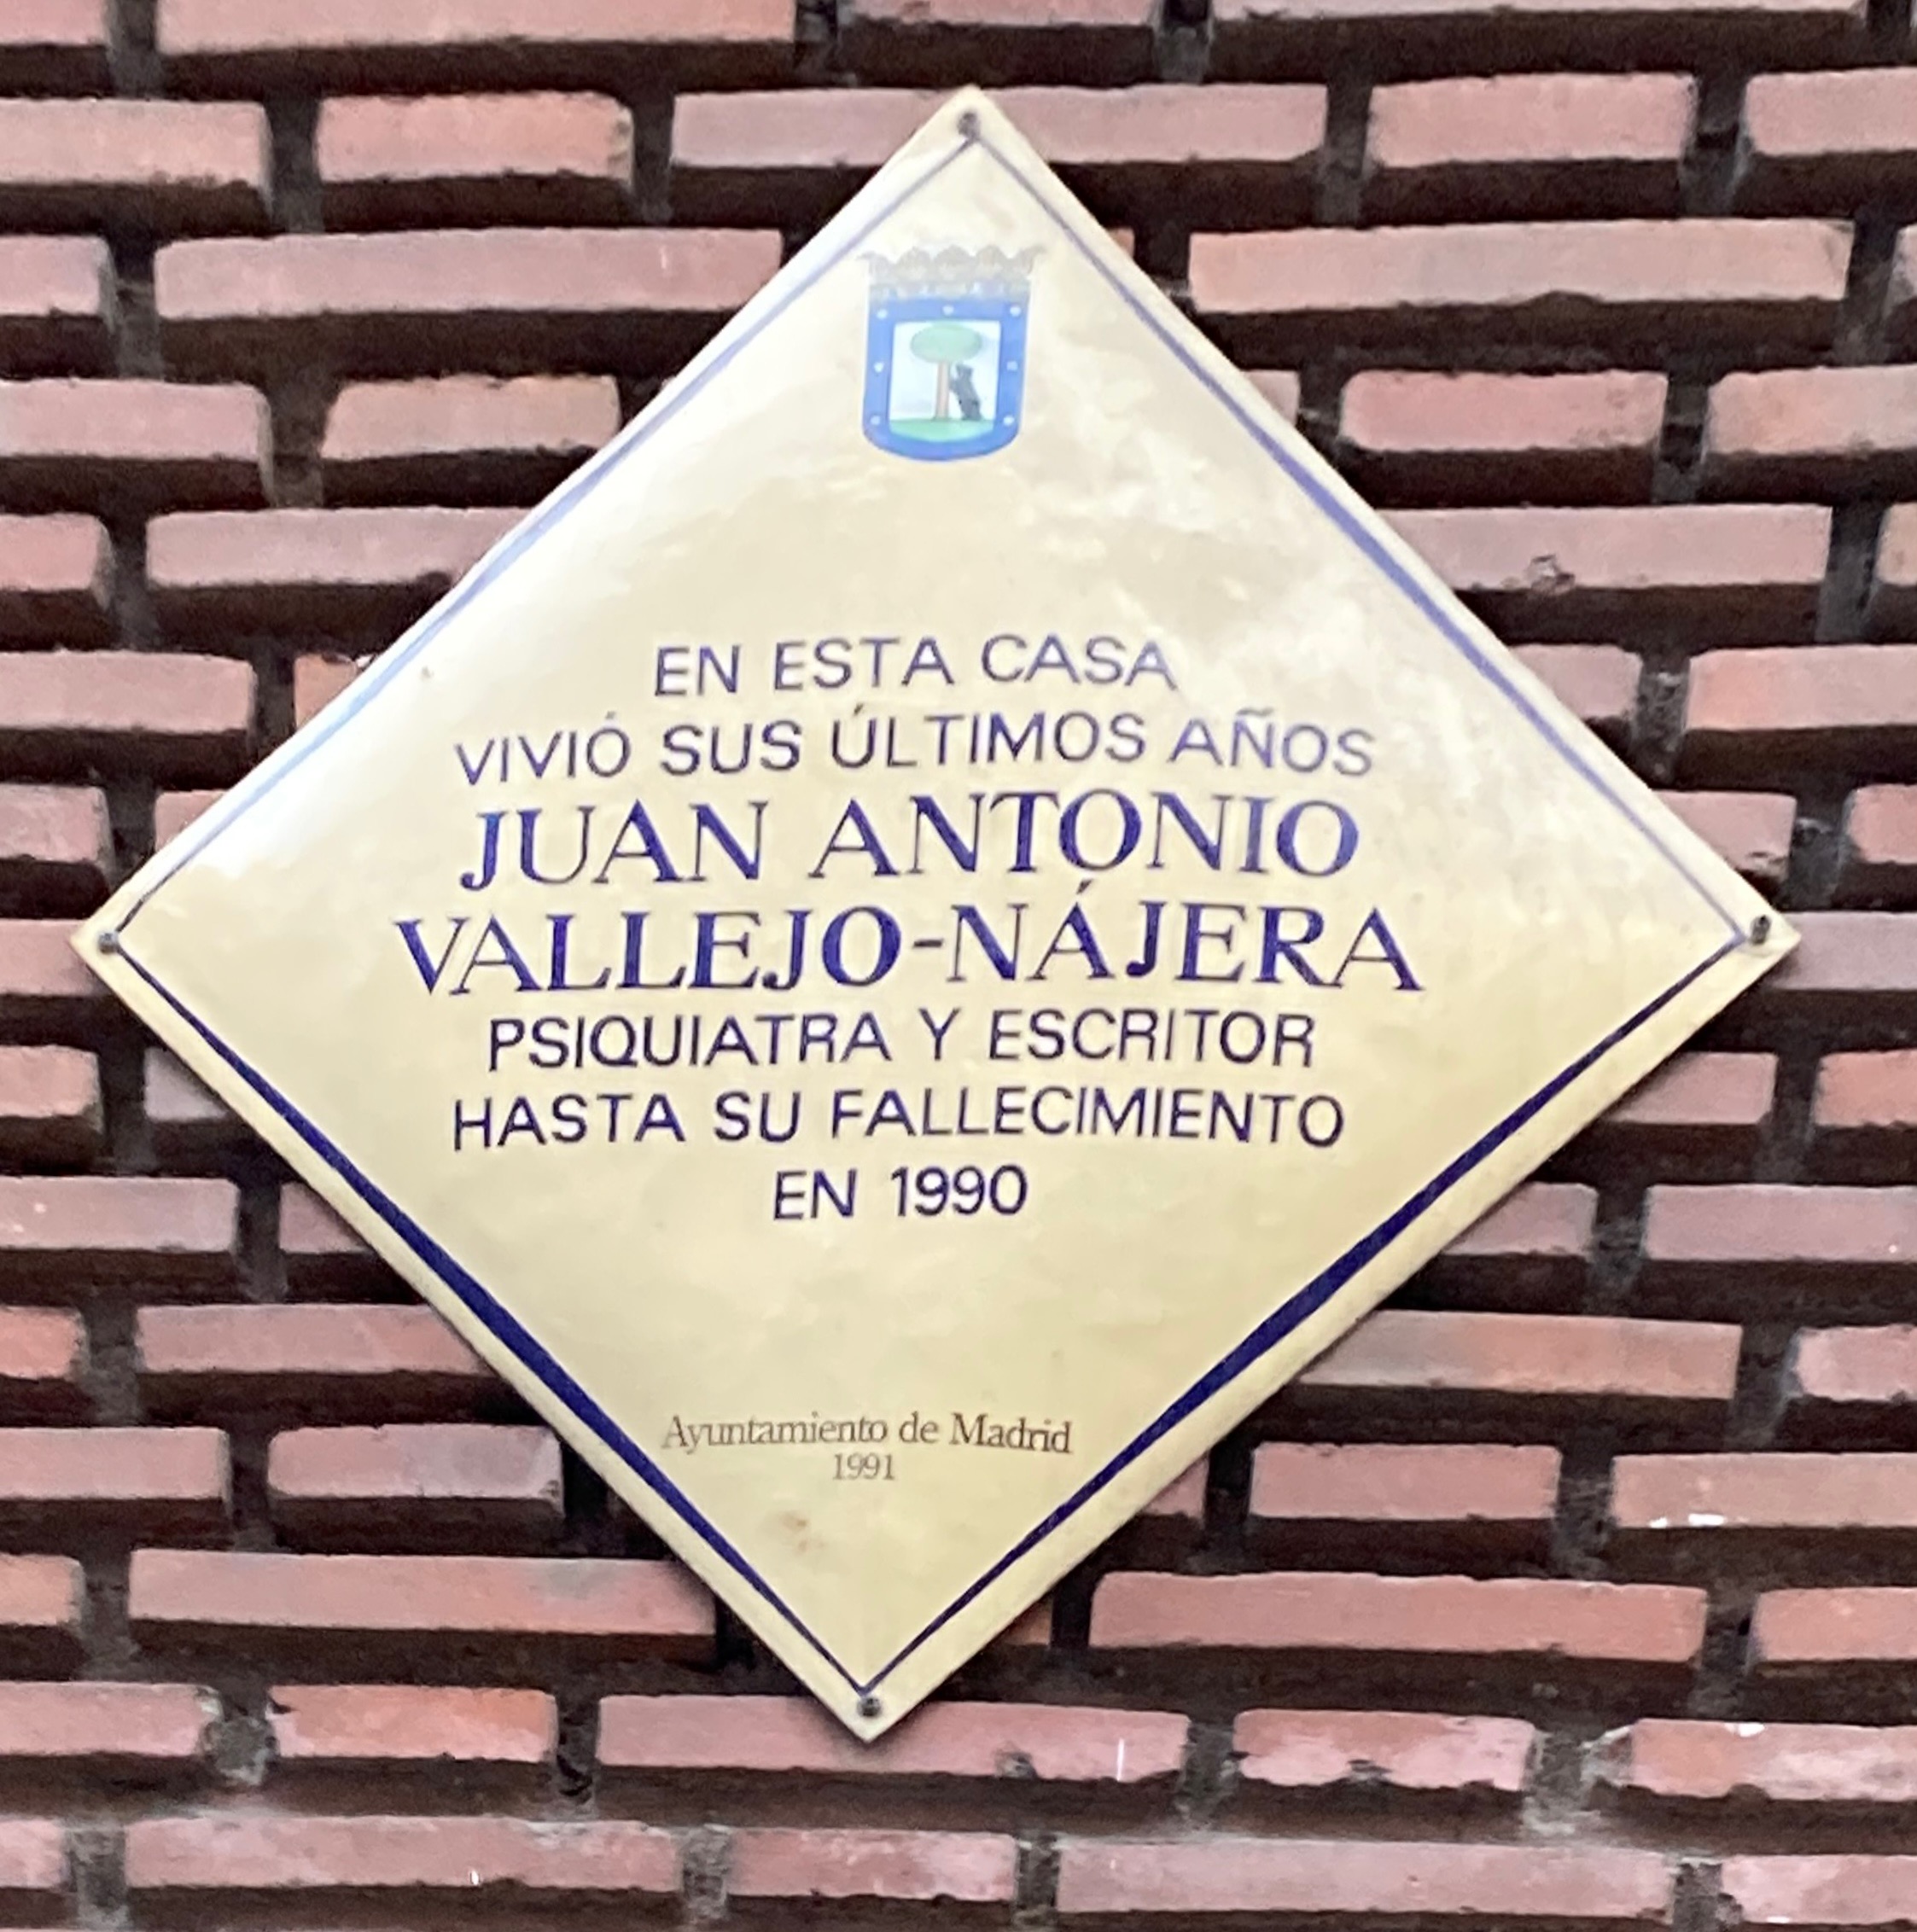 EN ESTA CASA
VIVIÓ SUS ÚLTIMOS AÑOS
JUAN ANTONIO
VALLEJO-NÁJERA
PSIQUIATRA Y ESCRITOR
HASTA SU FALLECIMIENTO
EN 1990
Ayuntamiento de Madrid
1991